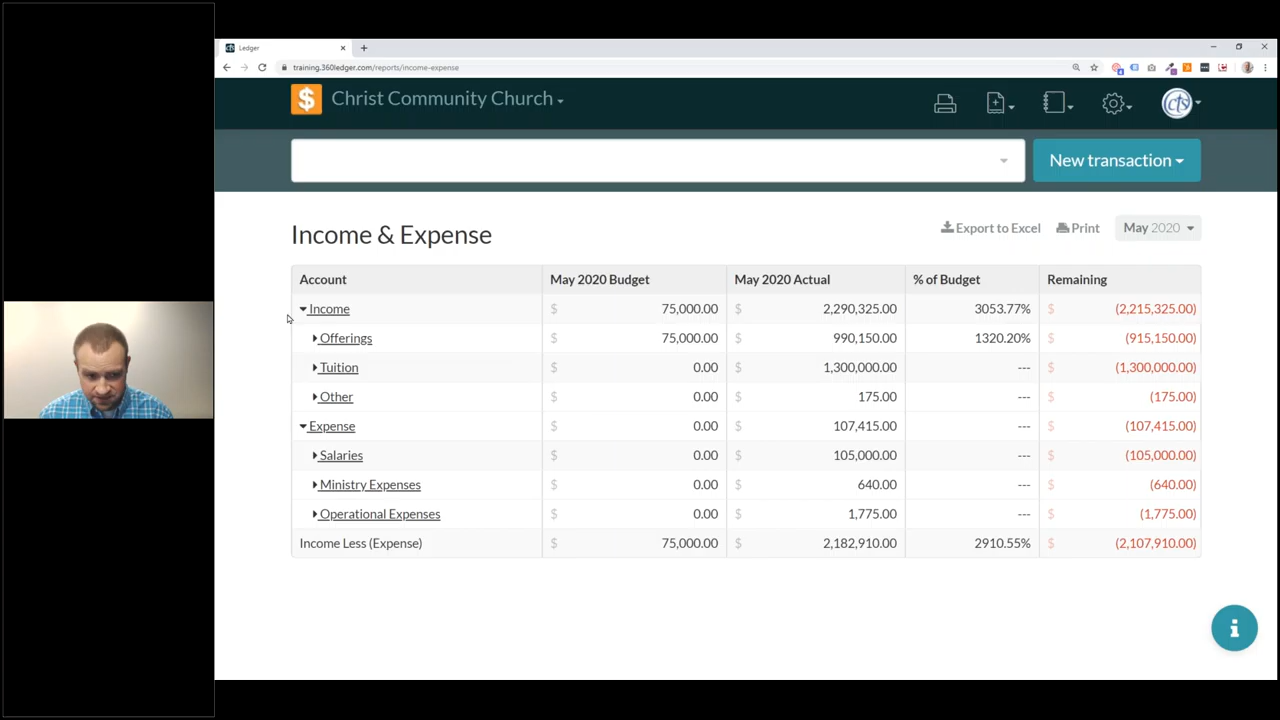 Ledger
training.360ledger.com/reports/income-expense
$ Christ Community Church
cts
New transaction
Income & Expense
Export to Excel Print May 2020
Account May 2020 Budget May 2020 Actual % of Budget Remaining
Income $ 75,000.00 $ 2,290,325.00 3053.77% $ (2,215,325.00)
Offerings $ 75,000.00 $ 990,150.00 1320.20% $ (915,150.00)
Tuition $ 0.00 $ 1,300,000.00 --- $ (1,300,000.00)
Other $ 0.00 $ 175.00 --- $ (175.00)
Expense $ 0.00 $ 107,415.00 --- $ (107,415.00)
Salaries $ 0.00 $ 105,000.00 --- $ (105,000.00)
Ministry Expenses $ 0.00 $ 640.00 --- $ (640.00)
Operational Expenses $ 0.00 $ 1,775.00 --- $ (1,775.00)
Income Less (Expense) $ 75,000.00 $ 2,182,910.00 2910.55% $ (2,107,910.00)
i